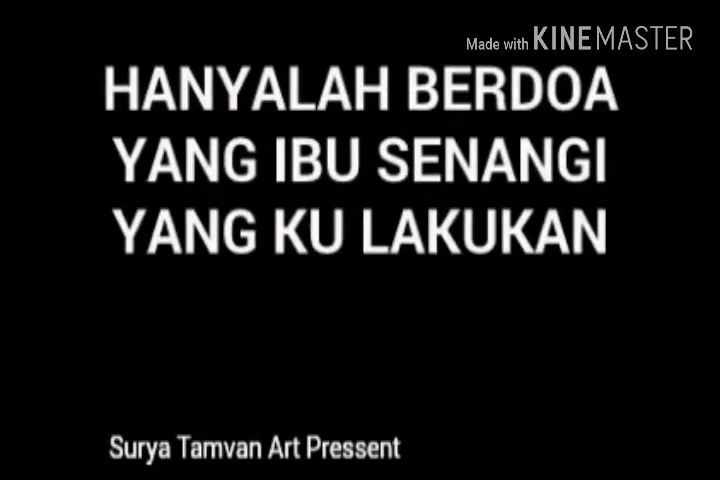 Made with KINEMASTER
HANYALAH BERDOA
YANG IBU SENANGI
YANG KU LAKUKAN
Surya Tamvan Art Pressent